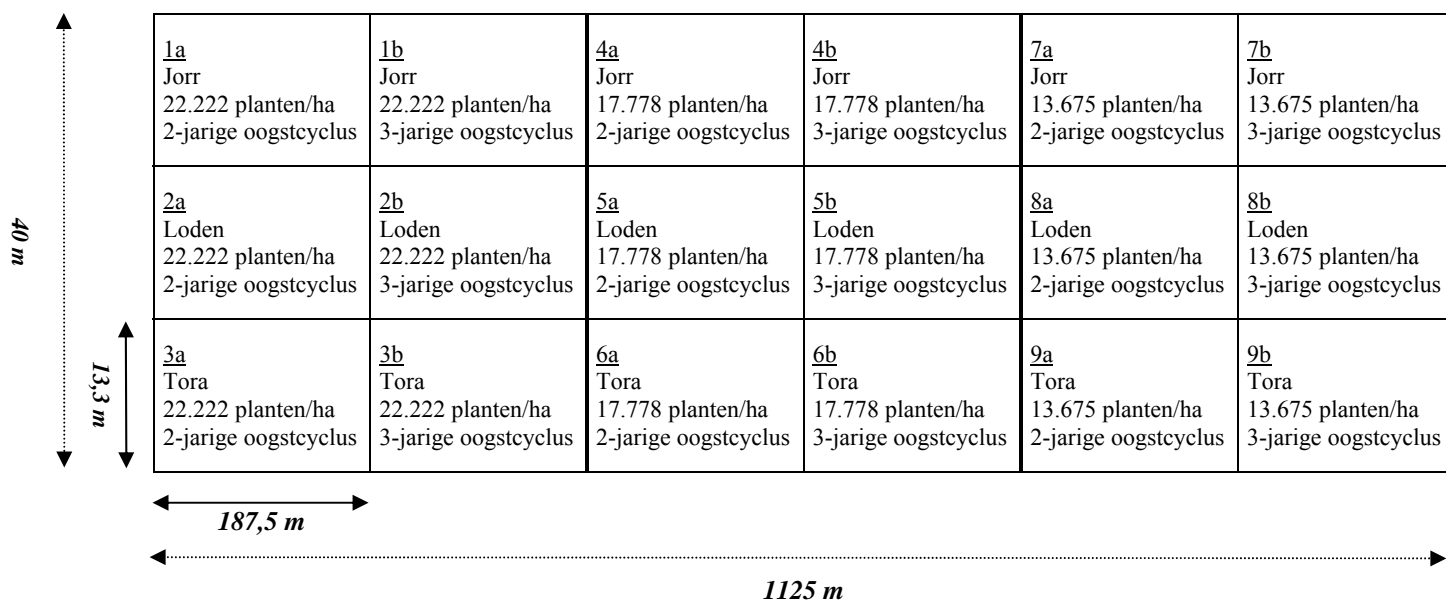 1a
Jorr
22.222 planten/ha
2-jarige oogstcyclus
1b
Jorr
22.222 planten/ha
3-jarige oogstcyclus
4a
Jorr
17.778 planten/ha
2-jarige oogstcyclus
4b
Jorr
17.778 planten/ha
3-jarige oogstcyclus
7a
Jorr
13.675 planten/ha
2-jarige oogstcyclus
7b
Jorr
13.675 planten/ha
3-jarige oogstcyclus
40 m
2a
Loden
22.222 planten/ha
2-jarige oogstcyclus
2b
Loden
22.222 planten/ha
3-jarige oogstcyclus
5a
Loden
17.778 planten/ha
2-jarige oogstcyclus
5b
Loden
17.778 planten/ha
3-jarige oogstcyclus
8a
Loden
13.675 planten/ha
2-jarige oogstcyclus
8b
Loden
13.675 planten/ha
3-jarige oogstcyclus
13,3 m
3a
Tora
22.222 planten/ha
2-jarige oogstcyclus
3b
Tora
22.222 planten/ha
3-jarige oogstcyclus
6a
Tora
17.778 planten/ha
2-jarige oogstcyclus
6b
Tora
17.778 planten/ha
3-jarige oogstcyclus
9a
Tora
13.675 planten/ha
2-jarige oogstcyclus
9b
Tora
13.675 planten/ha
3-jarige oogstcyclus
187,5 m
1125 m